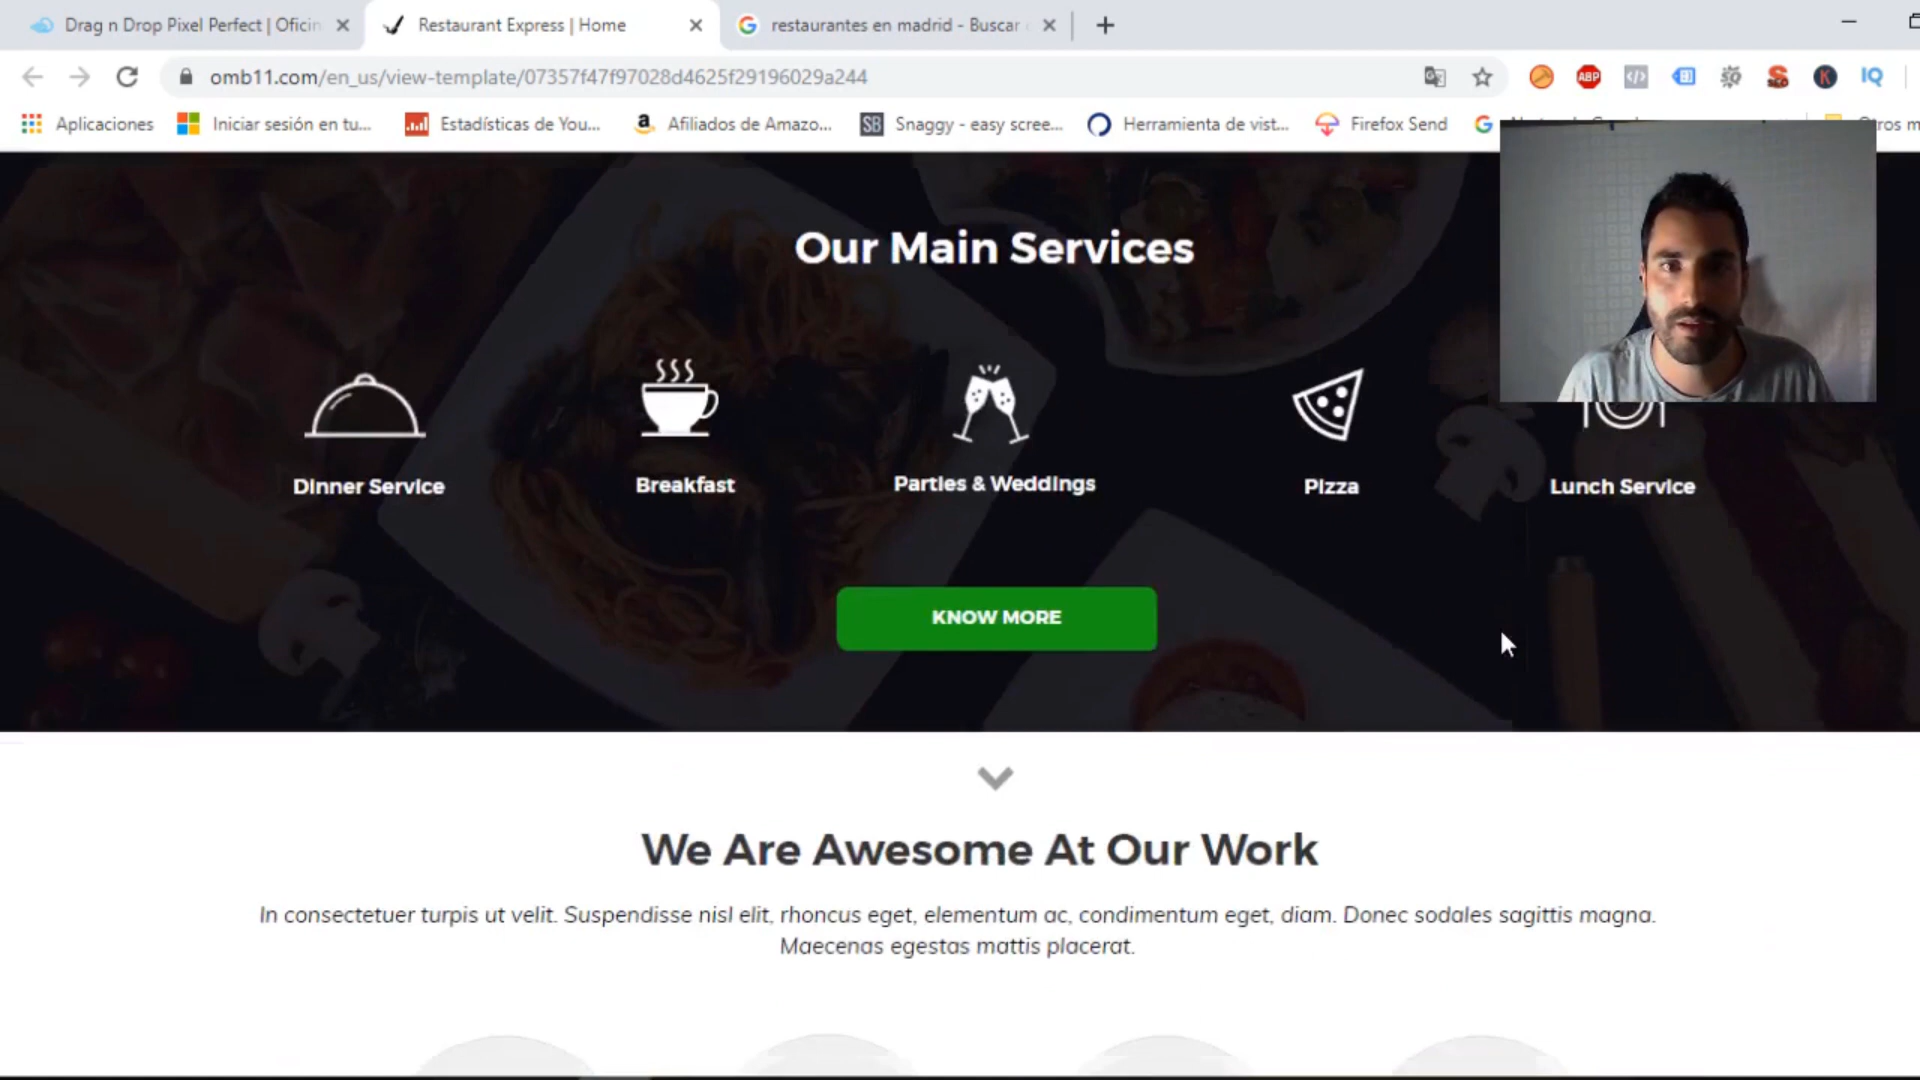 Drag n Drop Pixel Perfect | Oficin
Restaurant Express | Home
restaurantes en madrid - Buscar
omb11.com/en_us/view-template/07357f47f97028d4625f29196029a244
ABP
IQ
Aplicaciones
Iniciar sesión en tu...
Estadísticas de You...
Afiliados de Amazo...
SB
Snaggy - easy scree...
Herramienta de vist...
Firefox Send
Our Main Services
Dinner Service
Breakfast
Parties & Weddings
Pizza
Lunch Service
KNOW MORE
We Are Awesome At Our Work
In consectetuer turpis ut velit. Suspendisse nisl elit, rhoncus eget, elementum ac, condimentum eget, diam. Donec sodales sagittis magna.
Maecenas egestas mattis placerat.